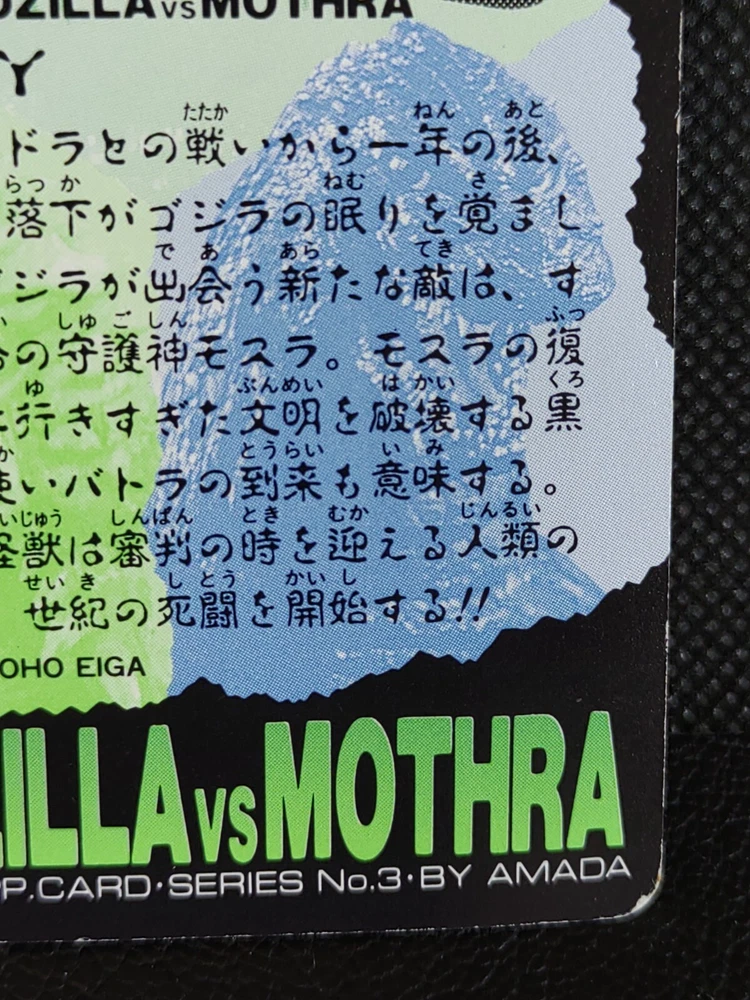 ZILLA VS MOTHRA
Y
ドラとの戦いから一年の後、
落下がゴジラの眠りを覚まし
ジラが出会う新たな敵は、す
の守護神モスラ。モスラの復
行きすぎた文明を破壊する黒
使いバトラの到来も意味する。
怪獣は審判の時を迎える人類の
世紀の死闘を開始する!!
OHO EIGA
ZILLA VS MOTHRA
PP.CARD・SERIES No.3・BY AMADA